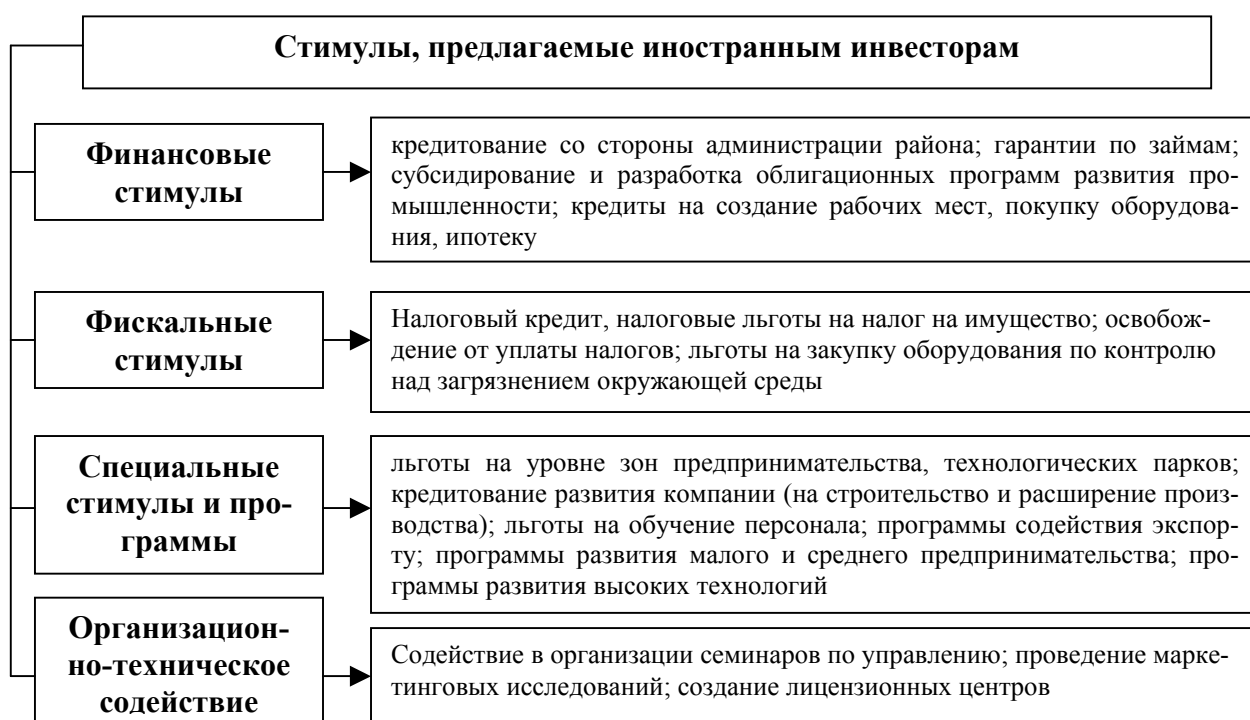 Стимулы, предлагаемые иностранным инвесторам
Финансовые
стимулы
кредитование со стороны администрации района; гарантии по займам;
субсидирование и разработка облигационных программ развития про-
мышленности; кредиты на создание рабочих мест, покупку оборудова-
ния, ипотеку
Фискальные
стимулы
Налоговый кредит, налоговые льготы на налог на имущество; освобож-
дение от уплаты налогов; льготы на закупку оборудования по контролю
над загрязнением окружающей среды
Специальные
стимулы и про-
граммы
льготы на уровне зон предпринимательства, технологических парков;
кредитование развития компании (на строительство и расширение произ-
водства); льготы на обучение персонала; программы содействия экспор-
ту; программы развития малого и среднего предпринимательства; про-
граммы развития высоких технологий
Организацион-
но-техническое
содействие
Содействие в организации семинаров по управлению; проведение марке-
тинговых исследований; создание лицензионных центров